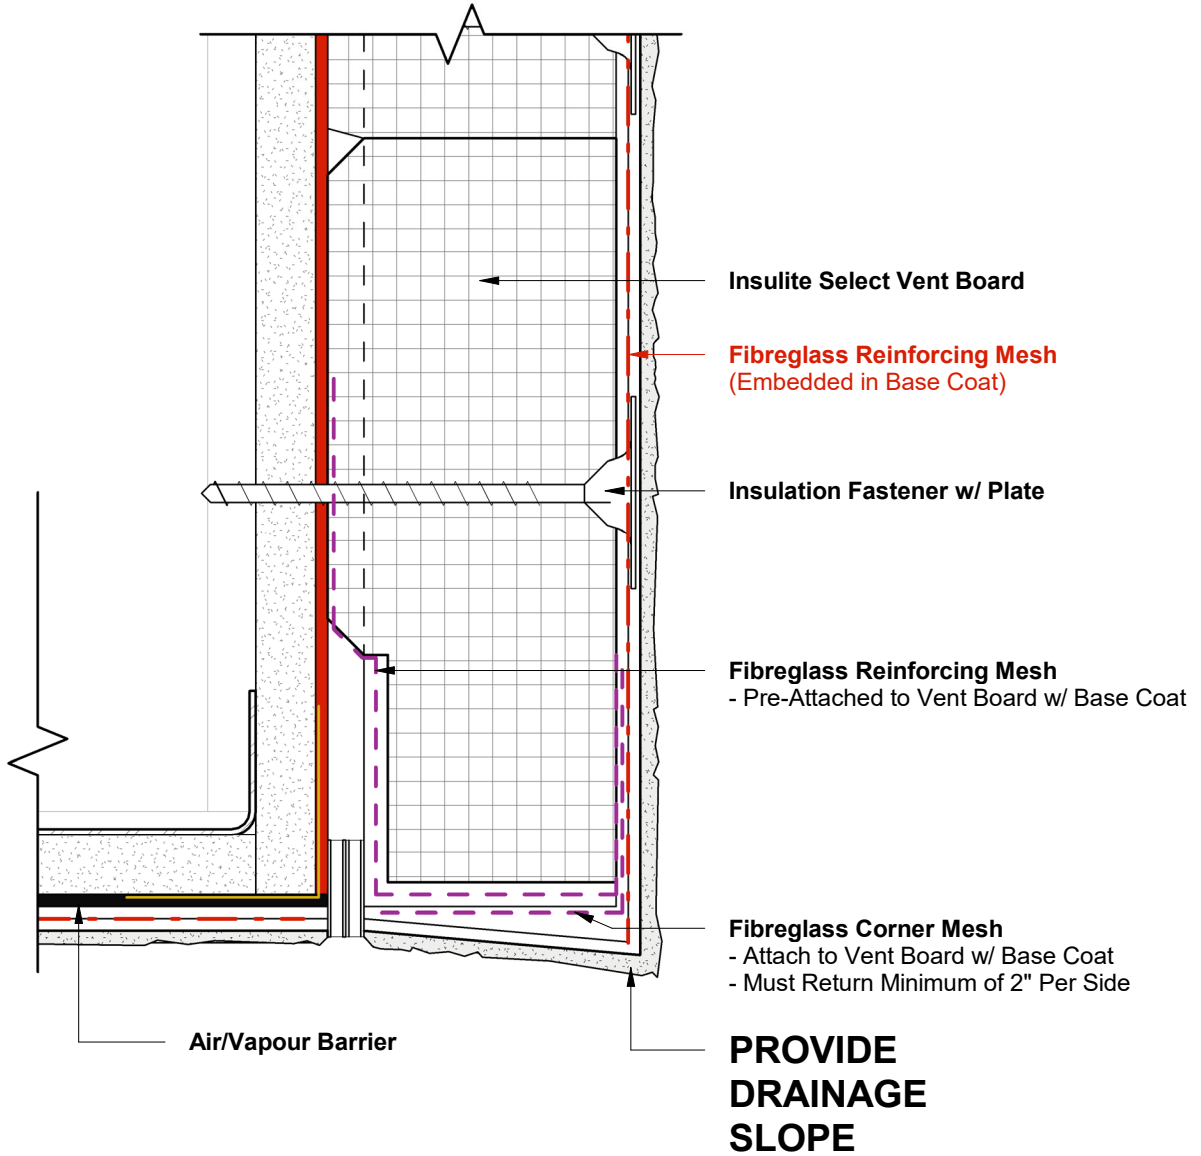 Insulite Select Vent Board
Fibreglass Reinforcing Mesh
(Embedded in Base Coat)
Insulation Fastener w/ Plate
Fibreglass Reinforcing Mesh
- Pre-Attached to Vent Board w/ Base Coat
Fibreglass Corner Mesh
- Attach to Vent Board w/ Base Coat
- Must Return Minimum of 2" Per Side
Air/Vapour Barrier
PROVIDE
DRAINAGE
SLOPE